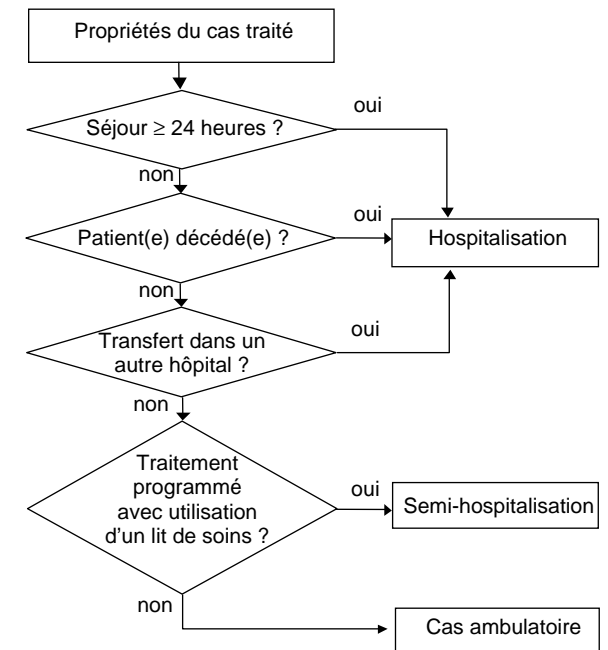 Propriétés du cas traité
oui
Séjour ≥ 24 heures ?
non
oui
Patient(e) décédé(e) ?
Hospitalisation
non
oui
Transfert dans un
autre hôpital ?
non
Traitement
programmé
avec utilisation
d'un lit de soins ?
oui
Semi-hospitalisation
non
Cas ambulatoire